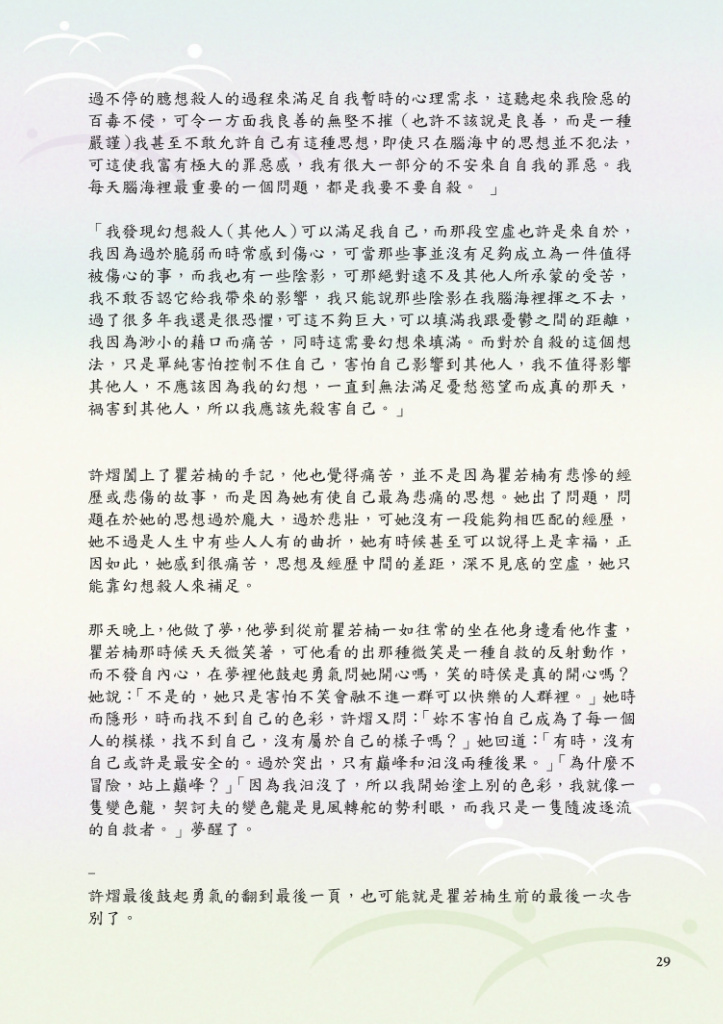 過不停的臆想殺人的過程來滿足自我暫時的心理需求，這聽起來我險惡的
百毒不侵，可令一方面我良善的無堅不摧（也許不該說是良善，而是一種
嚴謹）我甚至不敢允許自己有這種思想，即使只在腦海中的思想並不犯法，
可這使我富有極大的罪惡感，我有很大一部分的不安來自自我的罪惡。我
每天腦海裡最重要的一個問題，都是我要不要自殺。 」
「我發現幻想殺人（其他人）可以滿足我自己，而那段空虛也許是來自於，
我因為過於脆弱而時常感到傷心，可當那些事並沒有足夠成立為一件值得
被傷心的事，而我也有一些陰影，可那絕對遠不及其他人所承蒙的受苦，
我不敢否認它給我帶來的影響，我只能說那些陰影在我腦海裡揮之不去，
過了很多年我還是很恐懼，可這不夠巨大，可以填滿我跟憂鬱之間的距離，
我因為渺小的藉口而痛苦，同時這需要幻想來填滿。而對於自殺的這個想
法，只是單純害怕控制不住自己，害怕自己影響到其他人，我不值得影響
其他人，不應該因為我的幻想，一直到無法滿足憂愁慾望而成真的那天，
禍害到其他人，所以我應該先殺害自己。」
許熠闔上了瞿若楠的手記，他也覺得痛苦，並不是因為瞿若楠有悲慘的經
歷或悲傷的故事，而是因為她有使自己最為悲痛的思想。她出了問題，問
題在於她的思想過於龐大，過於悲壯，可她沒有一段能夠相匹配的經歷，
她不過是人生中有些人人有的曲折，她有時候甚至可以說得上是幸福，正
因如此，她感到很痛苦，思想及經歷中間的差距，深不見底的空虛，她只
能靠幻想殺人來補足。
那天晚上，他做了夢，他夢到從前瞿若楠一如往常的坐在他身邊看他作畫，
瞿若楠那時候天天微笑著，可他看的出那種微笑是一種自救的反射動作，
而不發自內心，在夢裡他鼓起勇氣問她開心嗎，笑的時候是真的開心嗎？
她說：「不是的，她只是害怕不笑會融不進一群可以快樂的人群裡。」她時
而隱形，時而找不到自己的色彩，許熠又問：「妳不害怕自己成為了每一個
人的模樣，找不到自己，沒有屬於自己的樣子嗎？」她回道：「有時，沒有
自己或許是最安全的。過於突出，只有巔峰和汩沒兩種後果。」「為什麼不
冒險，站上巔峰？」「因為我汩沒了，所以我開始塗上別的色彩，我就像一
隻變色龍，契訶夫的變色龍是見風轉舵的勢利眼，而我只是一隻隨波逐流
的自救者。」夢醒了。
…
許熠最後鼓起勇氣的翻到最後一頁，也可能就是瞿若楠生前的最後一次告
別了。
29